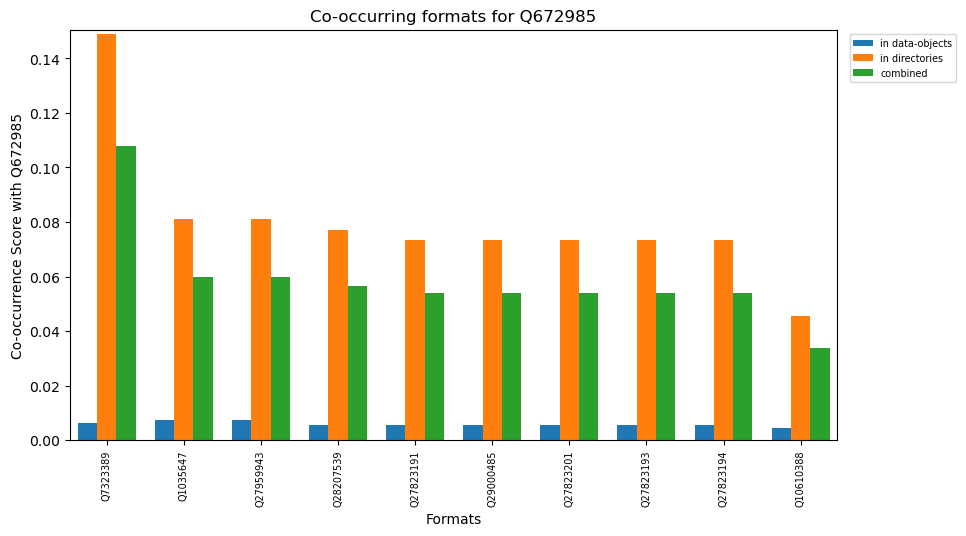 Co-occurring formats for Q672985
in data-objects
in directories
combined
Co-occurrence Score with Q672985
0.14
0.12
0.10
0.08
0.06
0.04
0.02
0.00
Q7323389
Q1035647
Q27959943
Q28207539
Q27823191
Q29000485
Q27823201
Q27823193
Q27823194
Q10610388
Formats